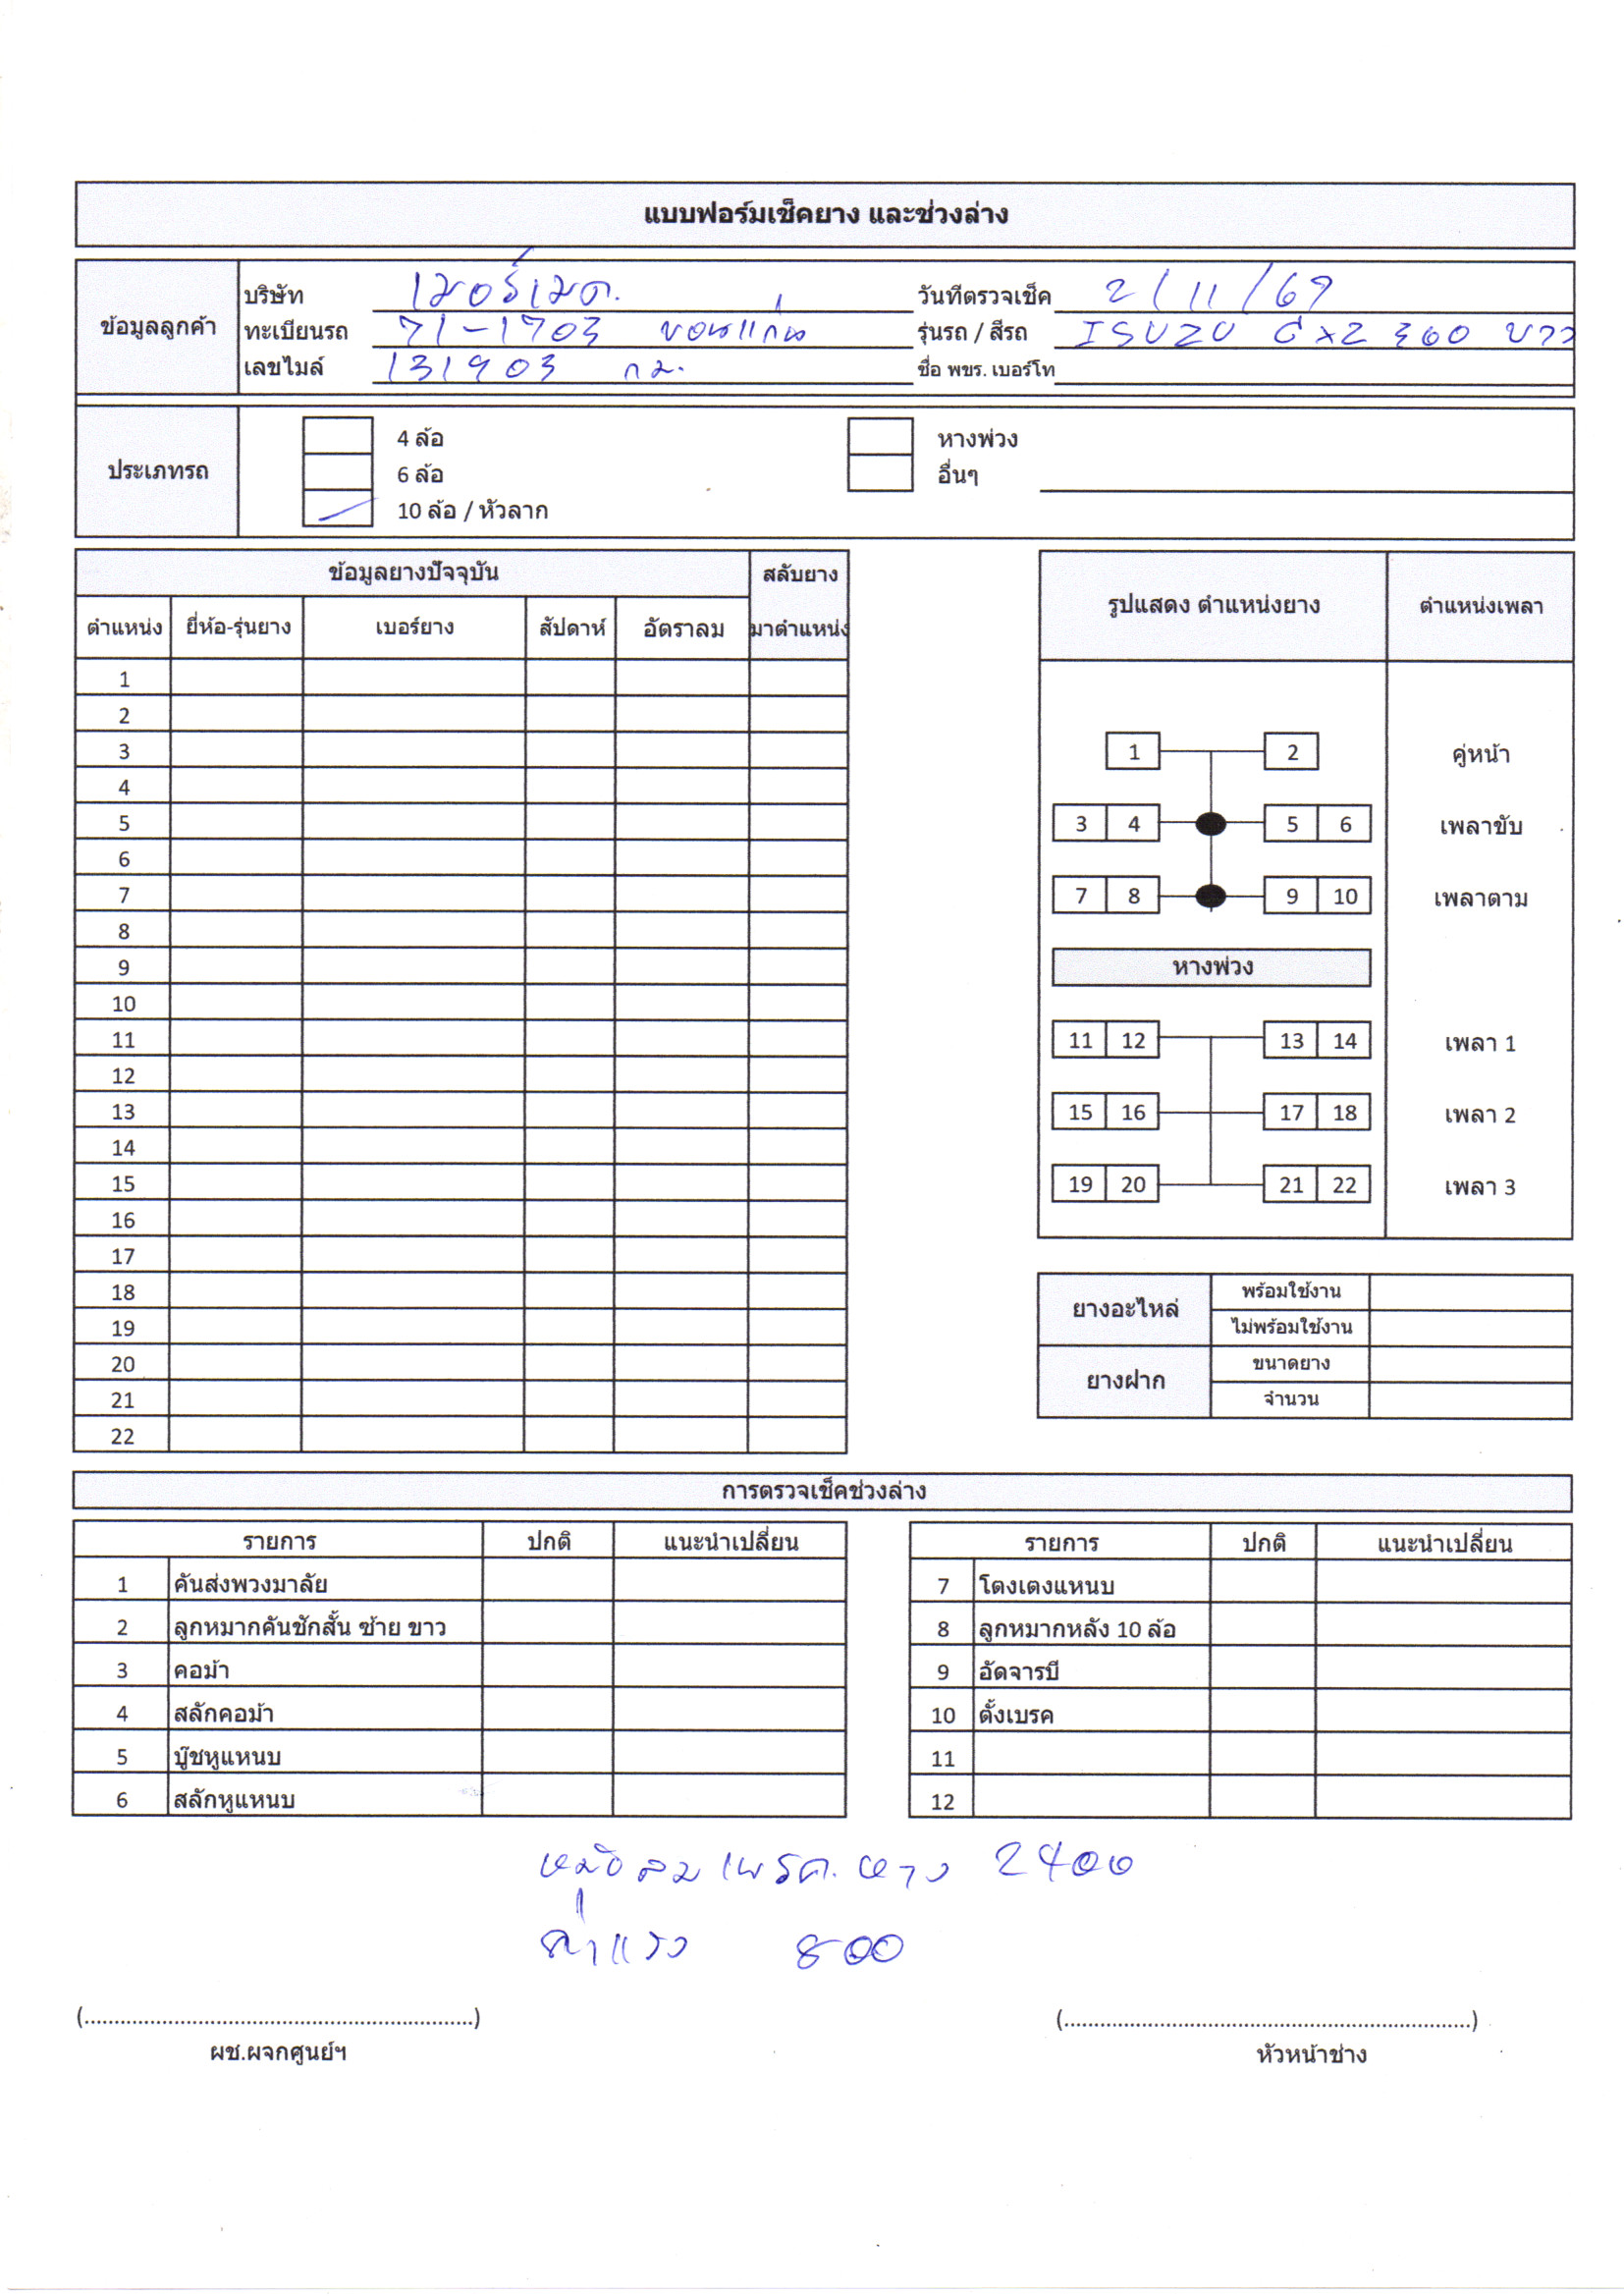 แบบฟอร์มเช็คยาง และช่วงล่าง
ข้อมูลลูกค้า
บริษัท เมอร์เมด. วันที่ตรวจเช็ค 2/11/69
ทะเบียนรถ 71-1703 ขอนแก่น รุ่นรถ / สีรถ ISUZU GXZ 360 ขาว
เลขไมล์ 131903 กม. ชื่อ พขร. เบอร์โท
ประเภทรถ
4 ล้อ หางพ่วง
6 ล้อ อื่นๆ
10 ล้อ / หัวลาก
ข้อมูลยางปัจจุบัน สลับยาง
ตำแหน่ง ยี่ห้อ-รุ่นยาง เบอร์ยาง สัปดาห์ อัตราลม มาตำแหน่ง
1
2
3
4
5
6
7
8
9
10
11
12
13
14
15
16
17
18
19
20
21
22
รูปแสดง ตำแหน่งยาง ตำแหน่งเพลา
1 2 คู่หน้า
3 4 5 6 เพลาขับ
7 8 9 10 เพลาตาม
หางพ่วง
11 12 13 14 เพลา 1
15 16 17 18 เพลา 2
19 20 21 22 เพลา 3
ยางอะไหล่ พร้อมใช้งาน
ไม่พร้อมใช้งาน
ยางฝาก ขนาดยาง
จำนวน
การตรวจเช็คช่วงล่าง
รายการ ปกติ แนะนำเปลี่ยน รายการ ปกติ แนะนำเปลี่ยน
1 คันส่งพวงมาลัย 7 โตงเตงแหนบ
2 ลูกหมากคันชักสั้น ซ้าย ขาว 8 ลูกหมากหลัง 10 ล้อ
3 คอม้า 9 อัดจารบี
4 สลักคอม้า 10 ตั้งเบรค
5 บู๊ชหูแหนบ 11
6 สลักหูแหนบ 12
ลมเบรค.หาง 2400
ค่าแรง 800
(..................................................................) (......................................................................)
ผช.ผจกศูนย์ฯ หัวหน้าช่าง